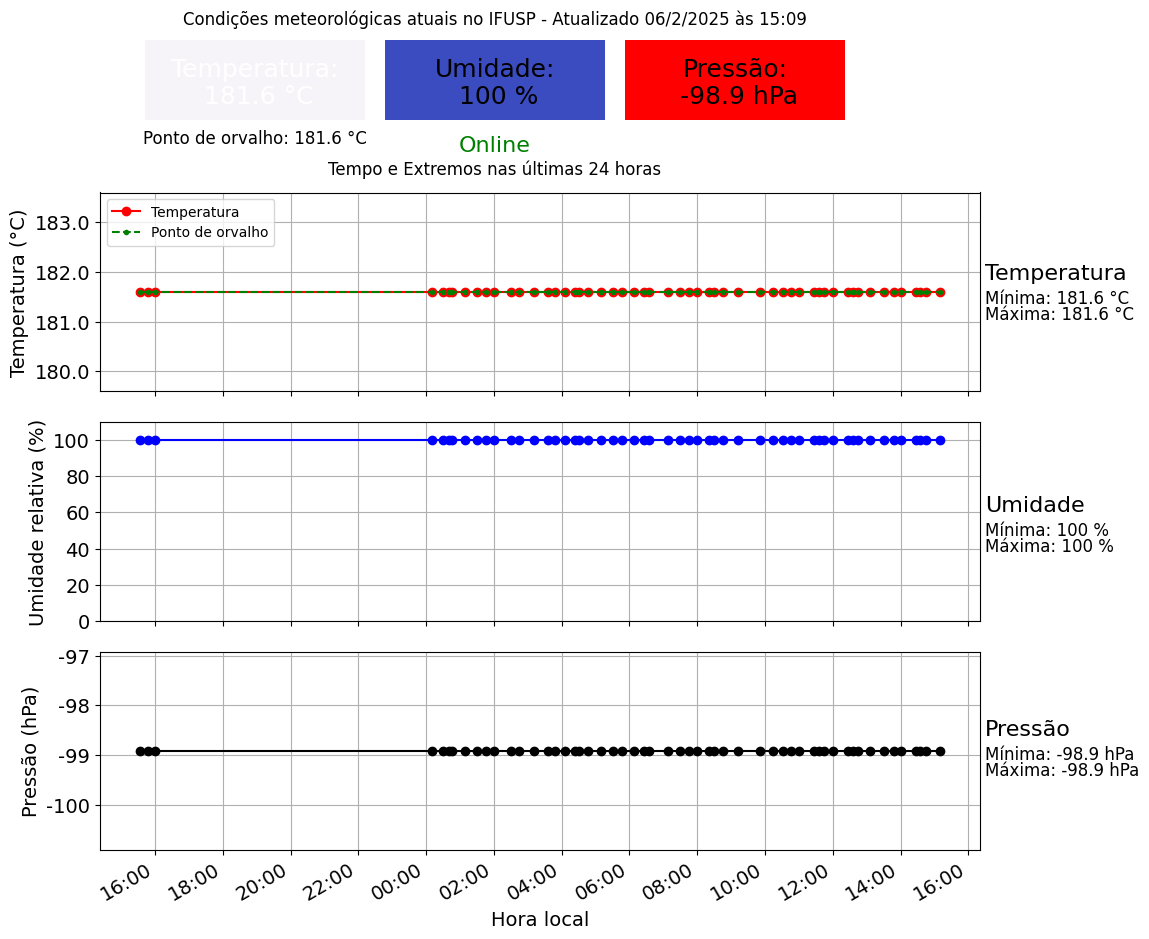 Condições meteorológicas atuais no IFUSP - Atualizado 06/2/2025 às 15:09
Temperatura:
181.6 °C
Umidade:
100 %
Pressão:
-98.9 hPa
Ponto de orvalho: 181.6 °C
Online
Tempo e Extremos nas últimas 24 horas
Temperatura (°C)
183.0
182.0
181.0
180.0
Temperatura
Ponto de orvalho
Temperatura
Mínima: 181.6 °C
Máxima: 181.6 °C
Umidade relativa (%)
100
80
60
40
20
0
Umidade
Mínima: 100 %
Máxima: 100 %
Pressão (hPa)
-97
-98
-99
-100
Pressão
Mínima: -98.9 hPa
Máxima: -98.9 hPa
16:00
18:00
20:00
22:00
00:00
02:00
04:00
06:00
08:00
10:00
12:00
14:00
16:00
Hora local